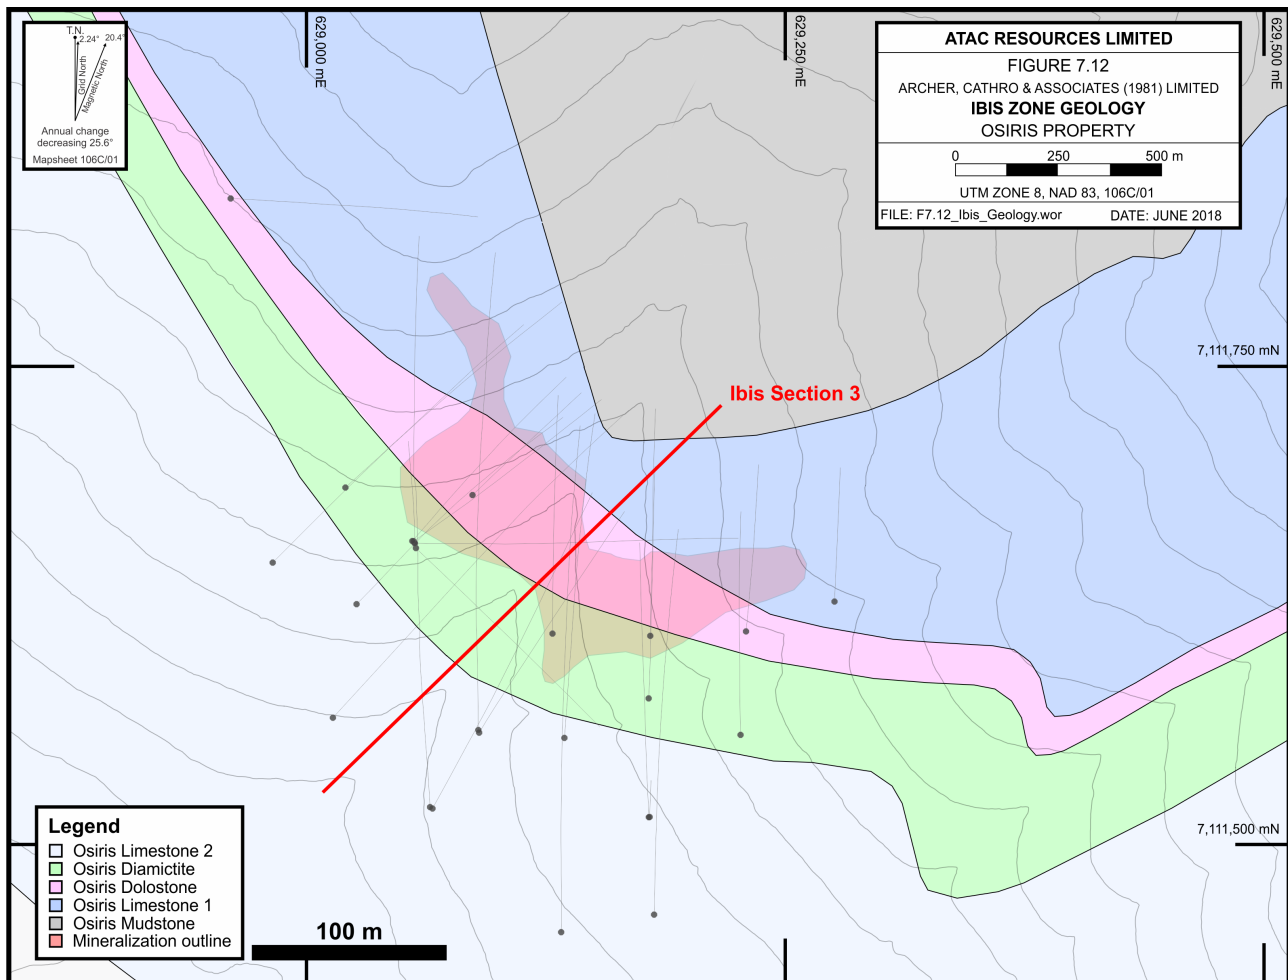 T.N.
2.24°
20.4°
Grid North
Magnetic North
Annual change
decreasing 25.6°
Mapsheet 106C/01
629,000 mE
629,250 mE
629,500 mE
ATAC RESOURCES LIMITED
FIGURE 7.12
ARCHER, CATHRO & ASSOCIATES (1981) LIMITED
IBIS ZONE GEOLOGY
OSIRIS PROPERTY
0 250 500 m
UTM ZONE 8, NAD 83, 106C/01
FILE: F7.12_Ibis_Geology.wor DATE: JUNE 2018
7,111,750 mN
Ibis Section 3
7,111,500 mN
Legend
Osiris Limestone 2
Osiris Diamictite
Osiris Dolostone
Osiris Limestone 1
Osiris Mudstone
Mineralization outline
100 m